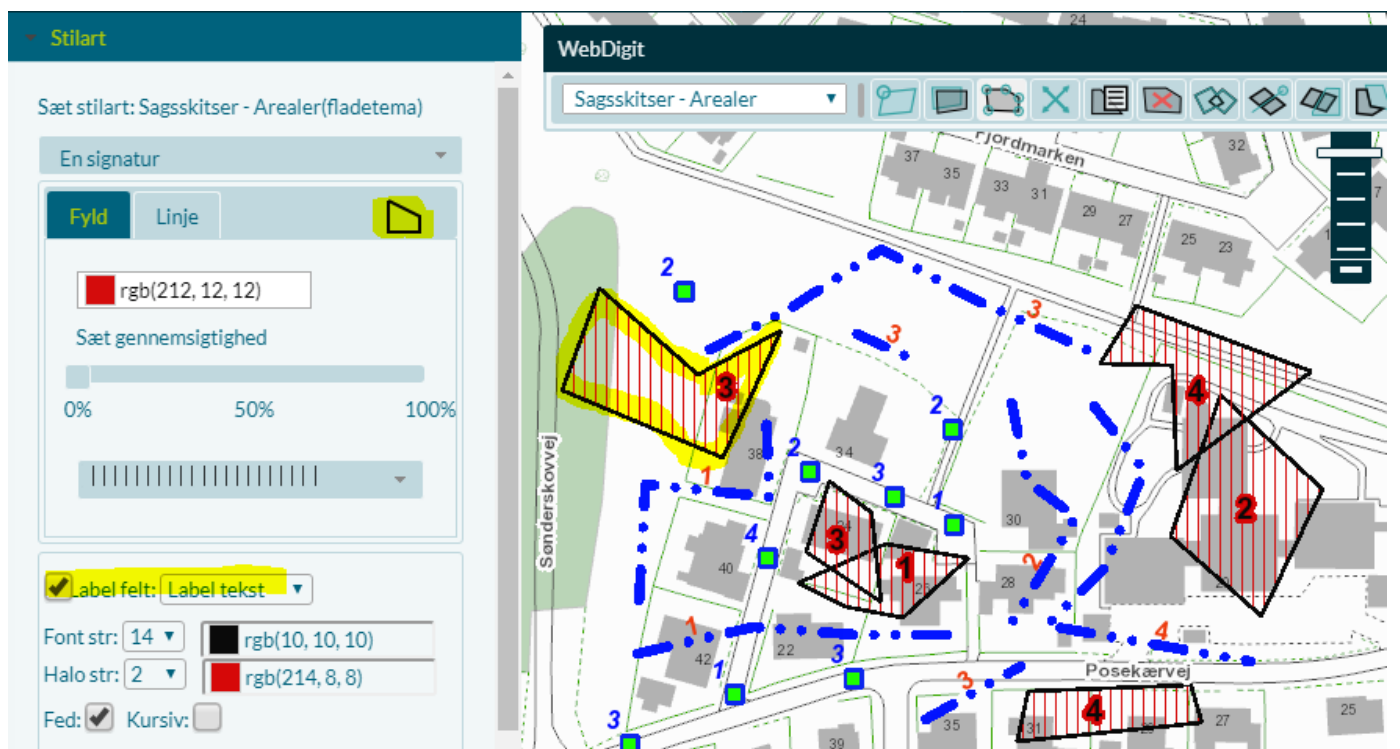 Stilart
Sæt stilart: Sagsskitser - Arealer(fladetema)
En signatur
Fyld
Linje
rgb(212, 12, 12)
Sæt gennemsigtighed
0%
50%
100%
Label felt: Label tekst
Font str: 14
rgb(10, 10, 10)
Halo str: 2
rgb(214, 8, 8)
Fed:
Kursiv:
WebDigit
Sagsskitser - Arealer
24
Fjordmarken
32
37
35
33
31
29
27
25
23
7
2
3
3
3
4
2
38
34
2
3
1
1
Sønderskovvej
4
40
3
1
30
28
2
2
1
42
22
3
4
1
3
Posekærvej
3
35
31
4
27
25
39